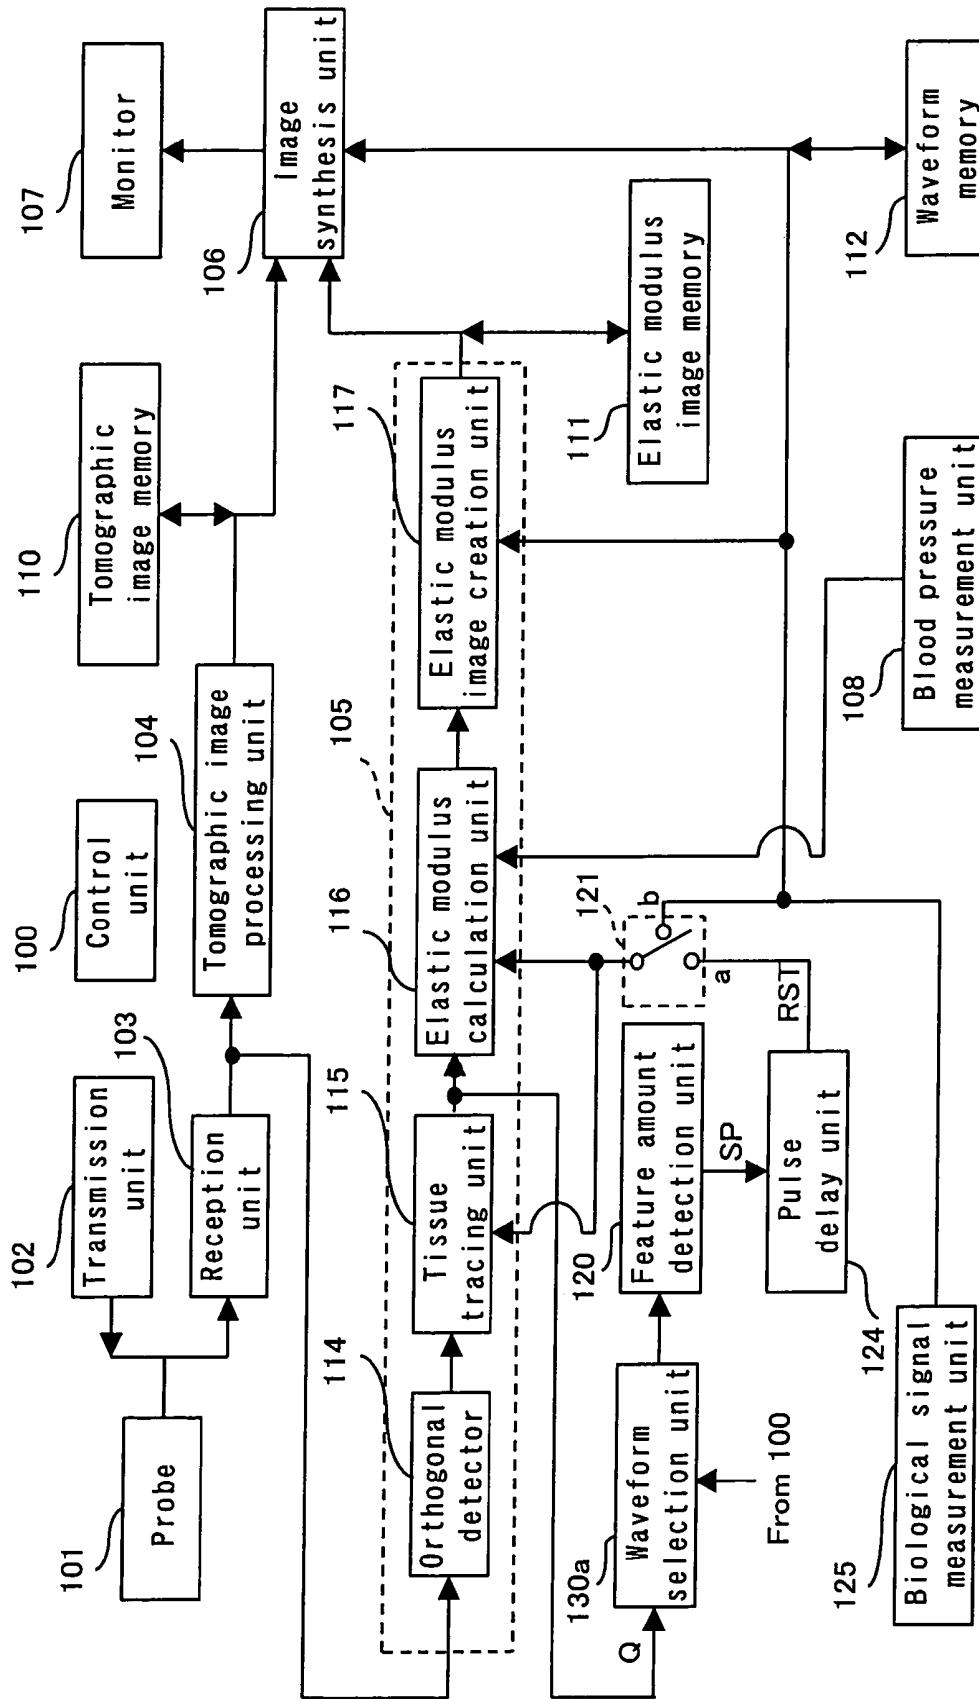 101
Probe
102
Transmission
unit
103
Reception
unit
100
Control
unit
104
Tomographic image
processing unit
110
Tomographic
image memory
107
Monitor
106
Image
synthesis unit
105
114
Orthogonal
detector
115
Tissue
tracing unit
116
Elastic modulus
calculation unit
117
Elastic modulus
image creation unit
111
Elastic modulus
image memory
Q
130a
Waveform
selection unit
From 100
120
Feature amount
detection unit
SP
Pulse
delay unit
124
RST
121
a
b
125
Biological signal
measurement unit
108
Blood pressure
measurement unit
112
Waveform
memory